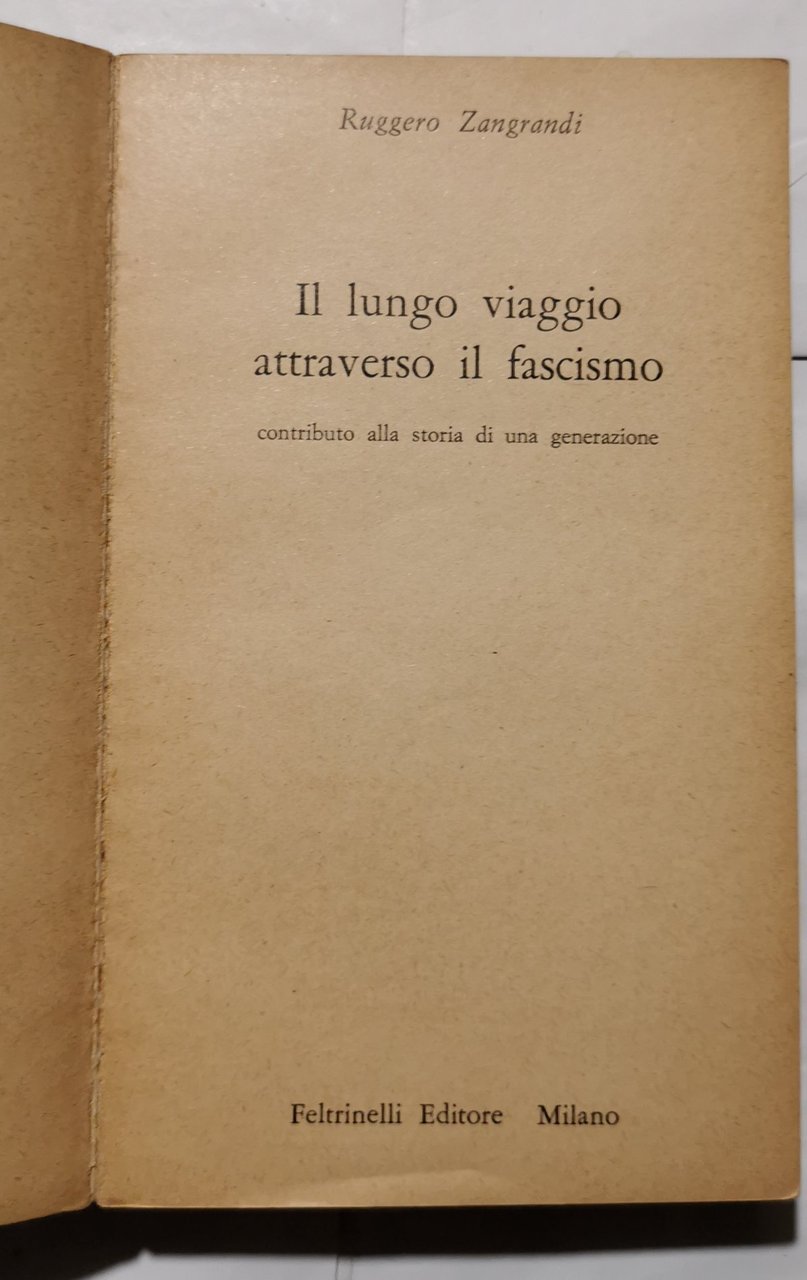 Ruggero Zangrandi
Il lungo viaggio
attraverso il fascismo
contributo alla storia di una generazione
Feltrinelli Editore Milano